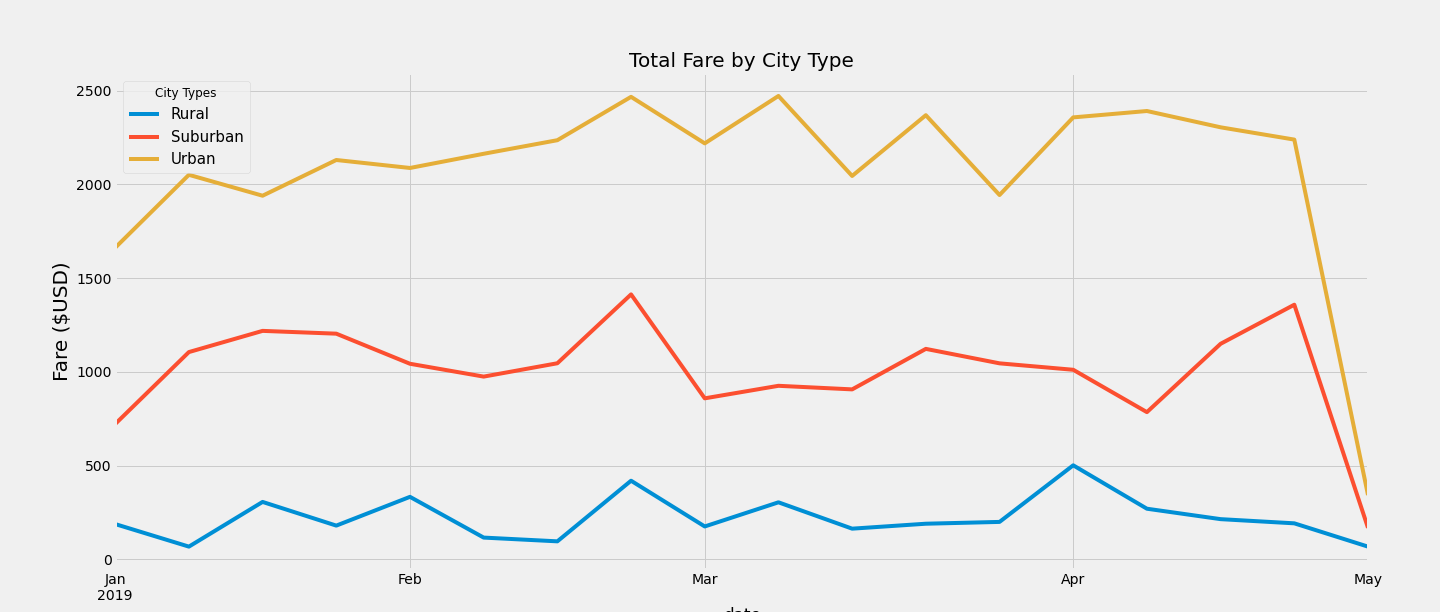 Total Fare by City Type
City Types
Rural
Suburban
Urban
Fare ($USD)
2500
2000
1500
1000
500
0
Jan Feb Mar Apr May
2019
date